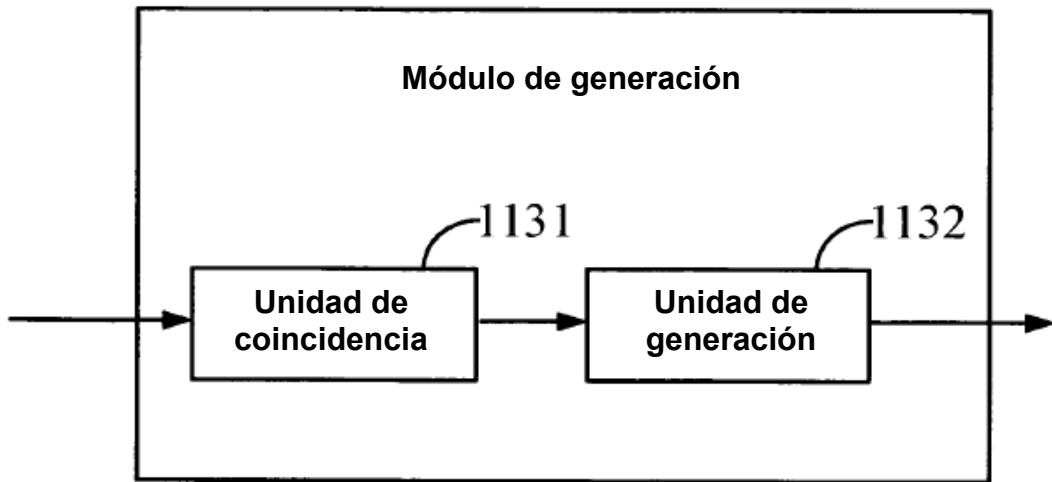 Módulo de generación
1131
1132
Unidad de
coincidencia
Unidad de
generación